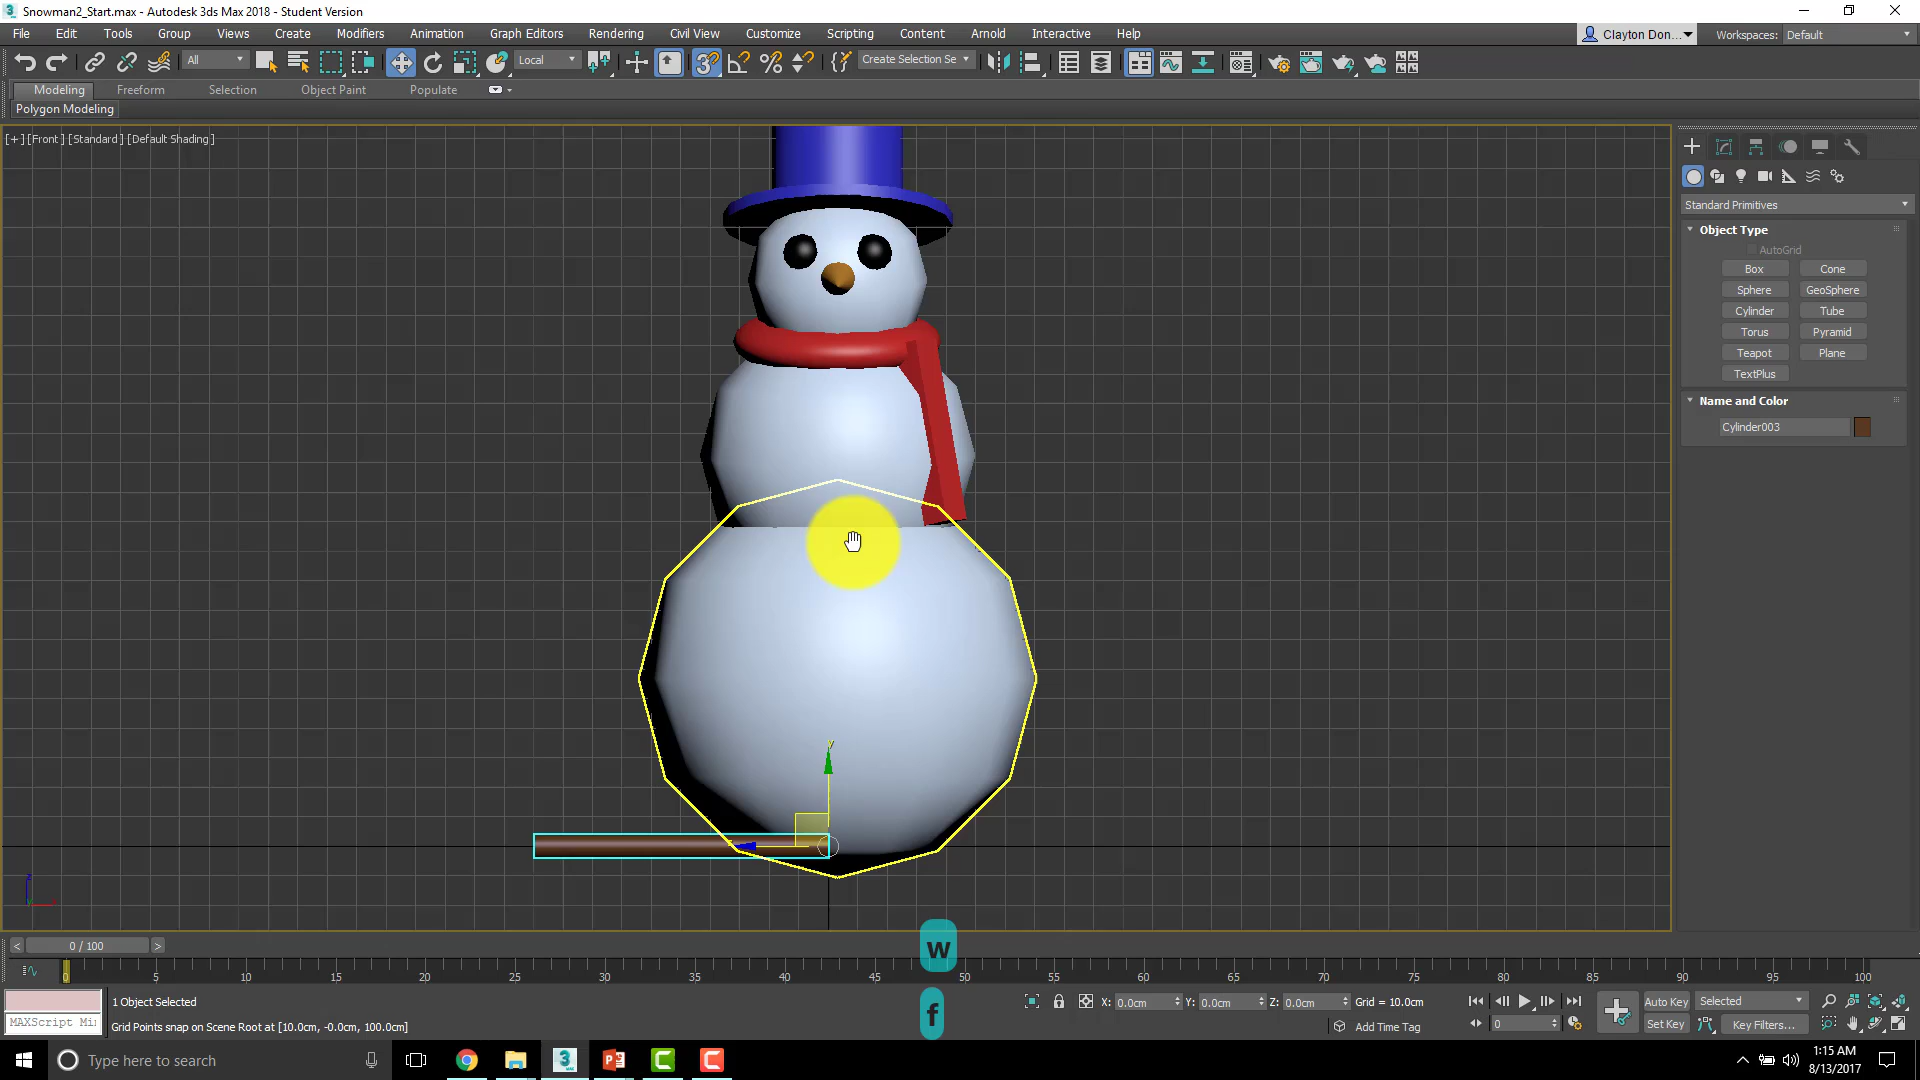 Snowman2_Start.max - Autodesk 3ds Max 2018 - Student Version
File Edit Tools Group Views Create Modifiers Animation Graph Editors Rendering Civil View Customize Scripting Content Arnold Interactive Help
Clayton Don... Workspaces: Default
All Local Create Selection Se
Modeling Freeform Selection Object Paint Populate
Polygon Modeling
[+] [Front] [Standard] [Default Shading]
Standard Primitives
Object Type
AutoGrid
Box Cone
Sphere GeoSphere
Cylinder Tube
Torus Pyramid
Teapot Plane
TextPlus
Name and Color
Cylinder003
y
w
f
< 0 / 100 >
0 5 10 15 20 25 30 35 40 45 50 55 60 65 70 75 80 85 90 95 100
1 Object Selected
X: 0.0cm Y: 0.0cm Z: 0.0cm Grid = 10.0cm
Auto Key Selected
MAXScript Mi
Grid Points snap on Scene Root at [10.0cm, -0.0cm, 100.0cm]
Add Time Tag
0
Set Key Key Filters...
Type here to search
1:15 AM
8/13/2017